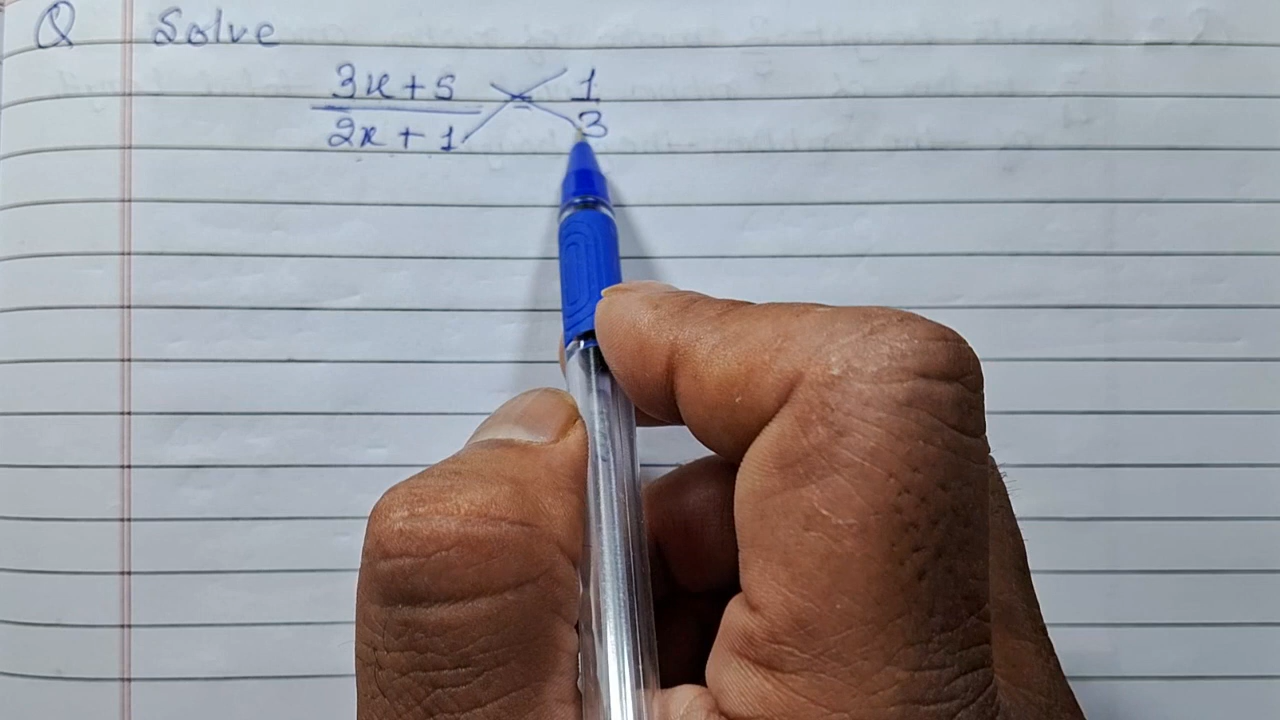 Q Solve
3x+5 = 1
2x + 1 3